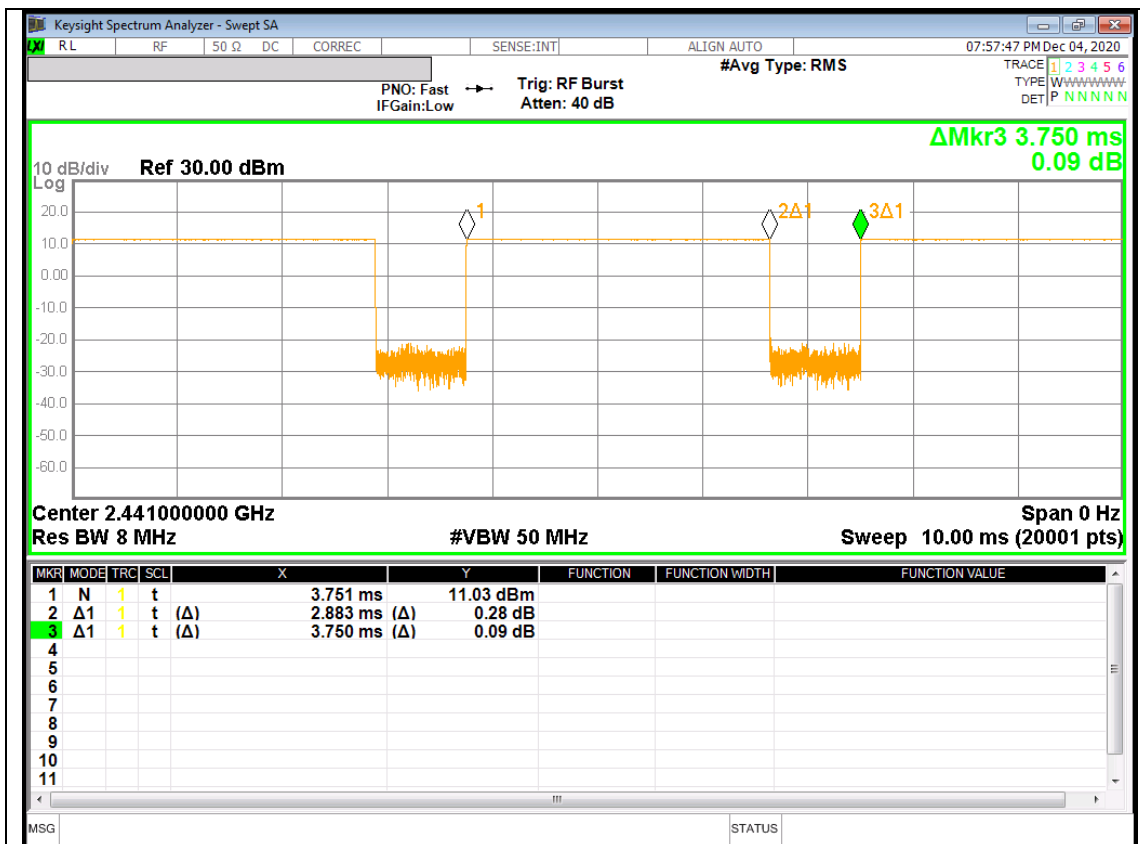 Keysight Spectrum Analyzer - Swept SA
LXI RL RF 50 Ω DC CORREC SENSE:INT ALIGN AUTO 07:57:47 PM Dec 04, 2020
#Avg Type: RMS TRACE 1 2 3 4 5 6
PNO: Fast Trig: RF Burst TYPE WWWWWWW
IFGain:Low Atten: 40 dB DET P N N N N N
ΔMkr3 3.750 ms
0.09 dB
10 dB/div Ref 30.00 dBm
Log
20.0
1 2Δ1 3Δ1
10.0
0.00
-10.0
-20.0
-30.0
-40.0
-50.0
-60.0
Center 2.441000000 GHz Span 0 Hz
Res BW 8 MHz #VBW 50 MHz Sweep 10.00 ms (20001 pts)
MKR MODE TRC SCL X Y FUNCTION FUNCTION WIDTH FUNCTION VALUE
1 N 1 t 3.751 ms 11.03 dBm
2 Δ1 1 t (Δ) 2.883 ms (Δ) 0.28 dB
3 Δ1 1 t (Δ) 3.750 ms (Δ) 0.09 dB
4
5
6
7
8
9
10
11
MSG STATUS